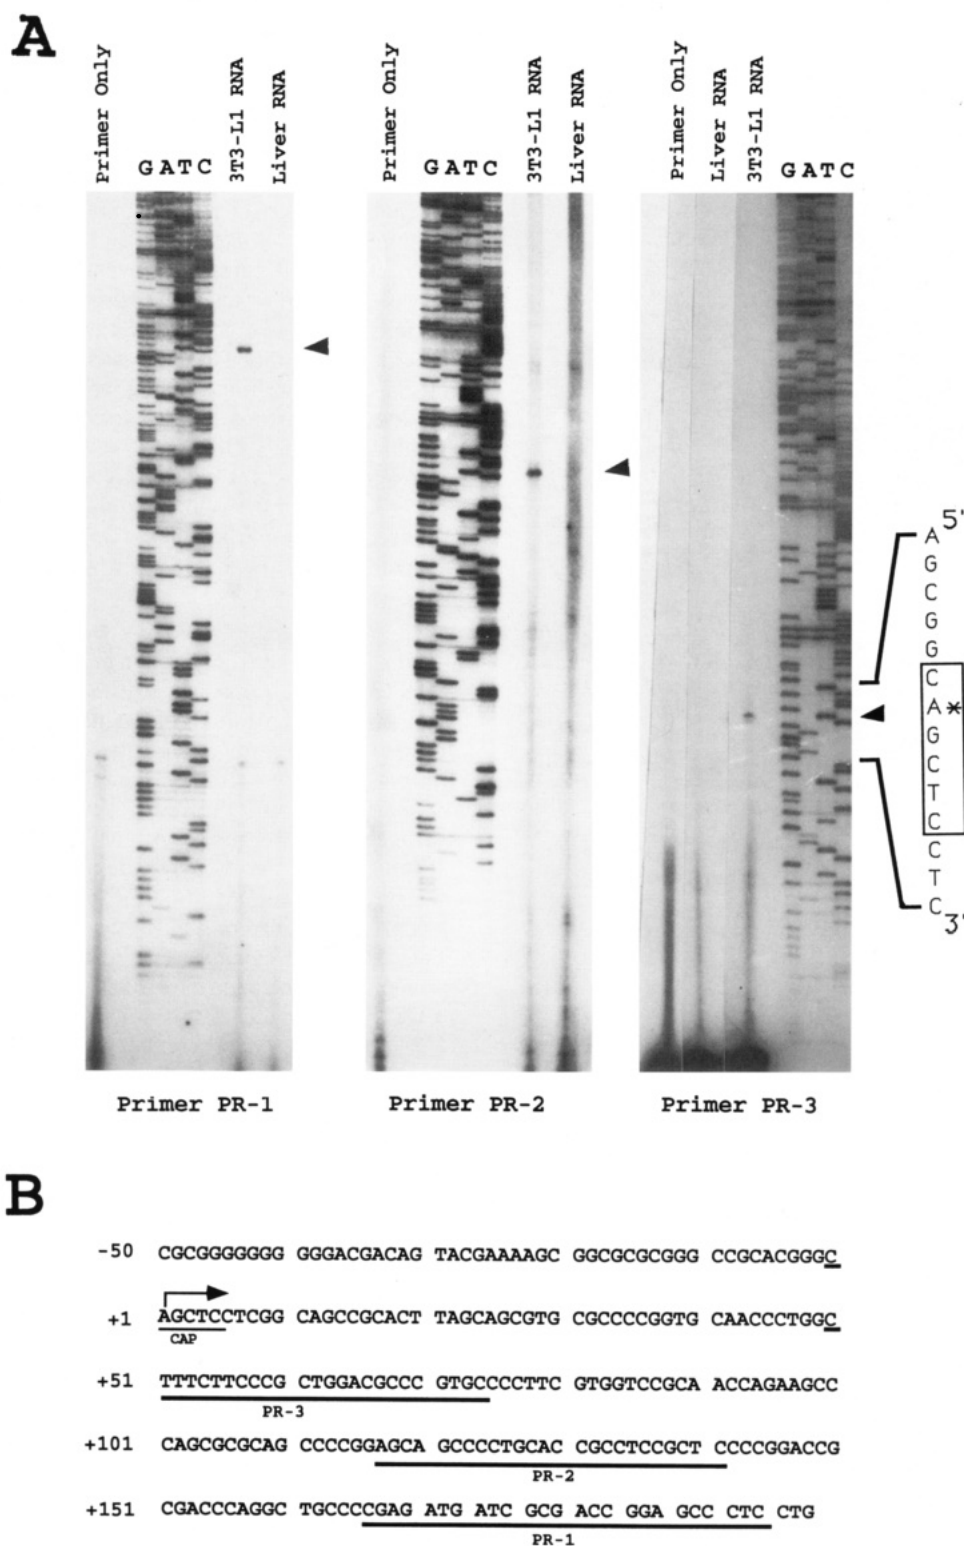 A
Primer Only
G A T C
3T3-L1 RNA
Liver RNA
Primer Only
G A T C
3T3-L1 RNA
Liver RNA
Primer Only
Liver RNA
3T3-L1 RNA
G A T C
5'
A
G
C
G
G
C
A *
G
C
T
C
C
T
C
3'
Primer PR-1
Primer PR-2
Primer PR-3
B
-50 CGCGGGGGGG GGGACGACAG TACGAAAAGC GGCGCGCGGG CCGCACGGGC
+1 AGCTCCTCGG CAGCCGCACT TAGCAGCGTG CGCCCCGGTG CAACCCTGGC
CAP
+51 TTTCTTCCCG CTGGACGCCC GTGCCCCTTC GTGGTCCGCA ACCAGAAGCC
PR-3
+101 CAGCGCGCAG CCCCGGAGCA GCCCCTGCAC CGCCTCCGCT CCCCGGACCG
PR-2
+151 CGACCCAGGC TGCCCCGAG ATG ATC GCG ACC GGA GCC CTC CTG
PR-1